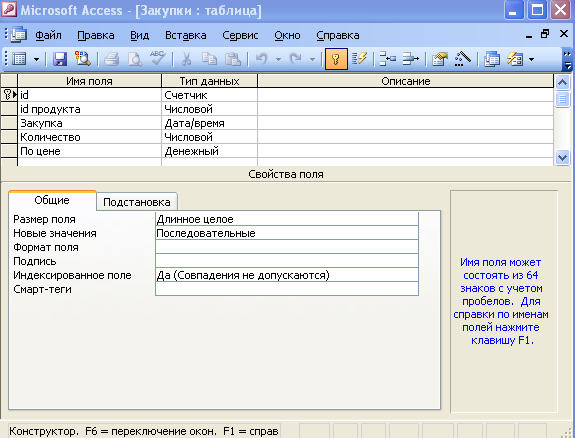 Microsoft Access - [Закупки : таблица]
Файл Правка Вид Вставка Сервис Окно Справка
Имя поля Тип данных Описание
id Счетчик
id продукта Числовой
Закупка Дата/время
Количество Числовой
По цене Денежный
Свойства поля
Общие Подстановка
Размер поля Длинное целое
Новые значения Последовательные
Формат поля
Подпись
Индексированное поле Да (Совпадения не допускаются)
Смарт-теги
Имя поля может
состоять из 64
знаков с учетом
пробелов. Для
справки по именам
полей нажмите
клавишу F1.
Конструктор. F6 = переключение окон. F1 = справ